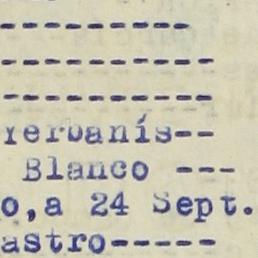 ---------
----------
----------
Yerbanís--
Blanco ---
o,a 24 Sept.
astro-----